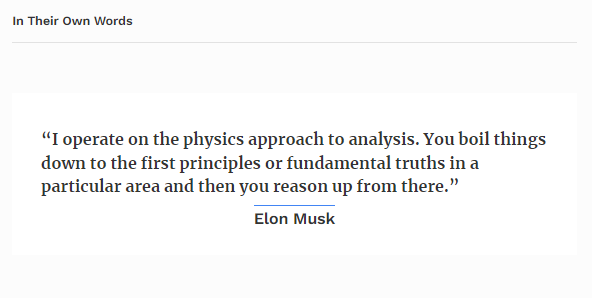 In Their Own Words
“I operate on the physics approach to analysis. You boil things
down to the first principles or fundamental truths in a
particular area and then you reason up from there.”
Elon Musk